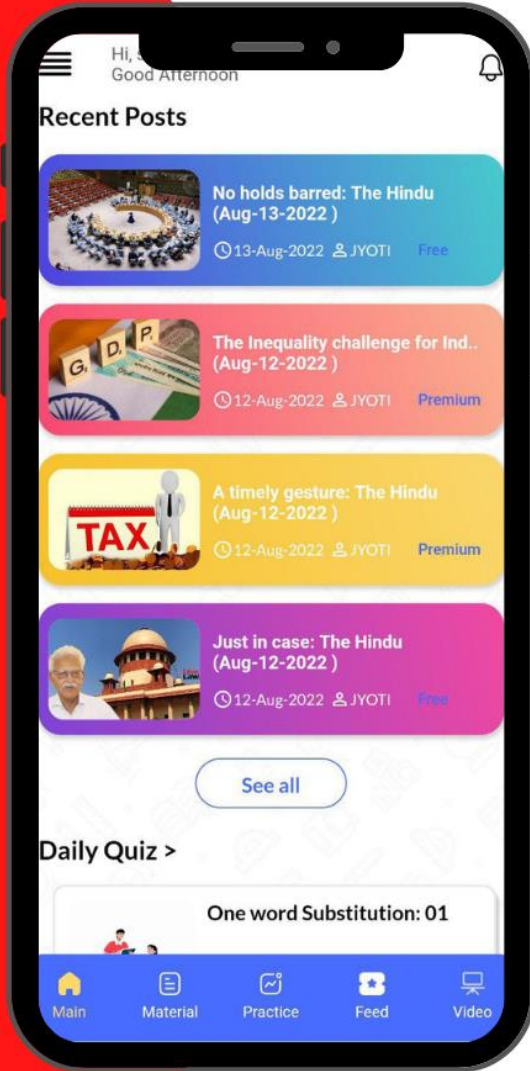 Hi,
Good Afternoon
Recent Posts
No holds barred: The Hindu
(Aug-13-2022 )
13-Aug-2022 JYOTI Free
G D P
The Inequality challenge for Ind..
(Aug-12-2022 )
12-Aug-2022 JYOTI Premium
TAX
A timely gesture: The Hindu
(Aug-12-2022 )
12-Aug-2022 JYOTI Premium
Just in case: The Hindu
(Aug-12-2022 )
12-Aug-2022 JYOTI Free
See all
Daily Quiz >
One word Substitution: 01
Main Material Practice Feed Video